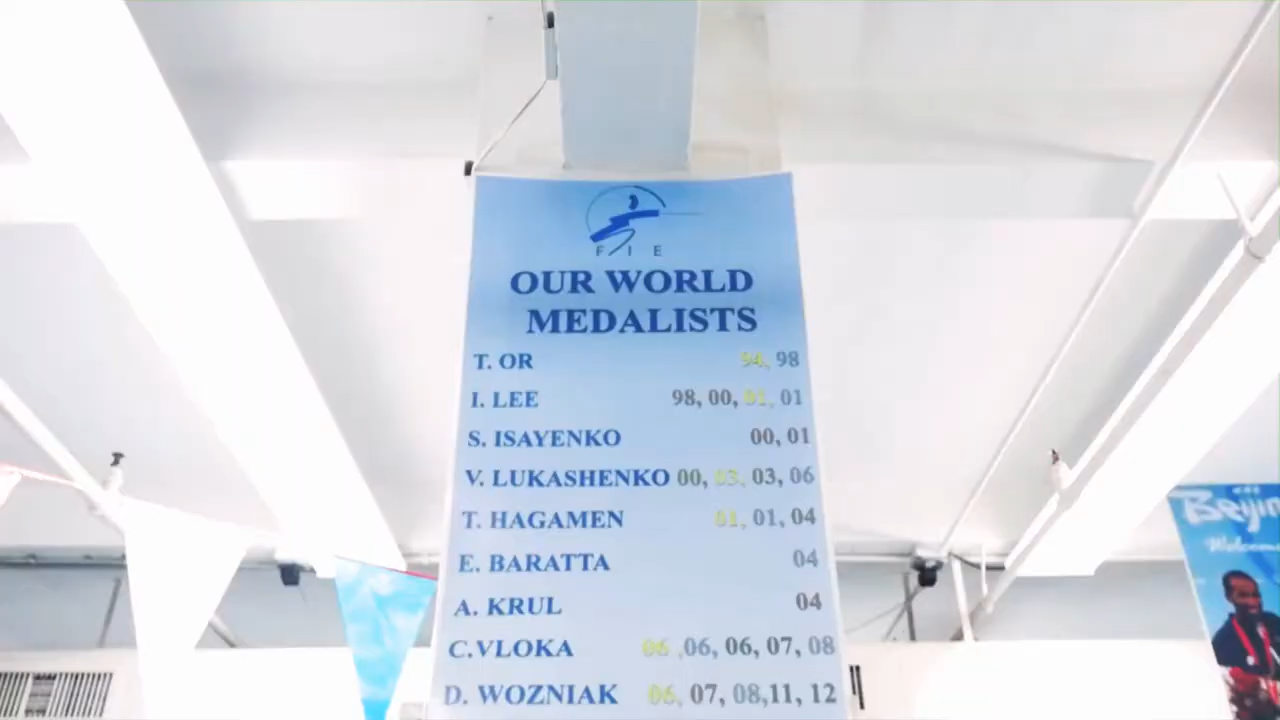 F I E
OUR WORLD
MEDALISTS
T. OR 94, 98
I. LEE 98, 00, 01, 01
S. ISAYENKO 00, 01
V. LUKASHENKO 00, 03, 03, 06
T. HAGAMEN 01, 01, 04
E. BARATTA 04
A. KRUL 04
C.VLOKA 06 ,06, 06, 07, 08
D. WOZNIAK 06, 07, 08,11, 12
Beijin
Welcome